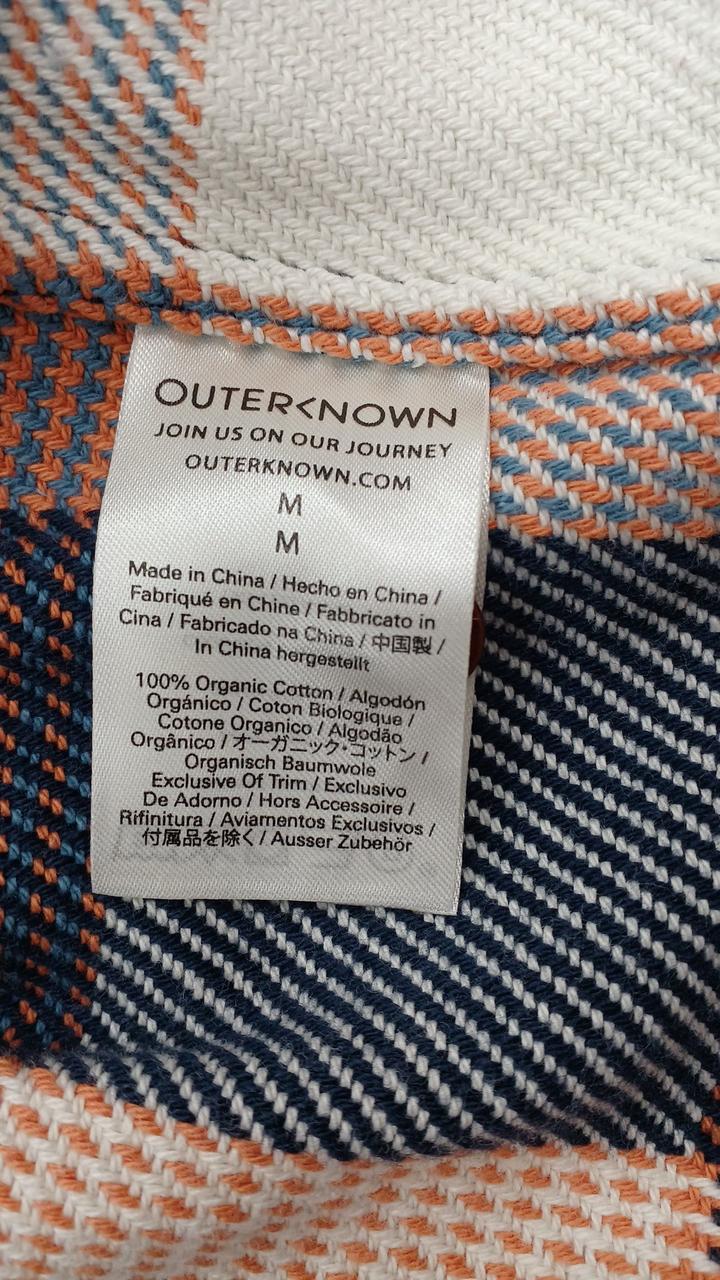 OUTERKNOWN
JOIN US ON OUR JOURNEY
OUTERKNOWN.COM
M
M
Made in China / Hecho en China /
Fabriqué en Chine / Fabbricato in
Cina / Fabricado na China / 中国製 /
In China hergestellt
100% Organic Cotton / Algodón
Orgánico / Coton Biologique /
Cotone Organico / Algodão
Orgânico / オーガニック・コットン /
Organisch Baumwole
Exclusive Of Trim / Exclusivo
De Adorno / Hors Accessoire /
Rifinitura / Aviamentos Exclusivos /
付属品を除く / Ausser Zubehör